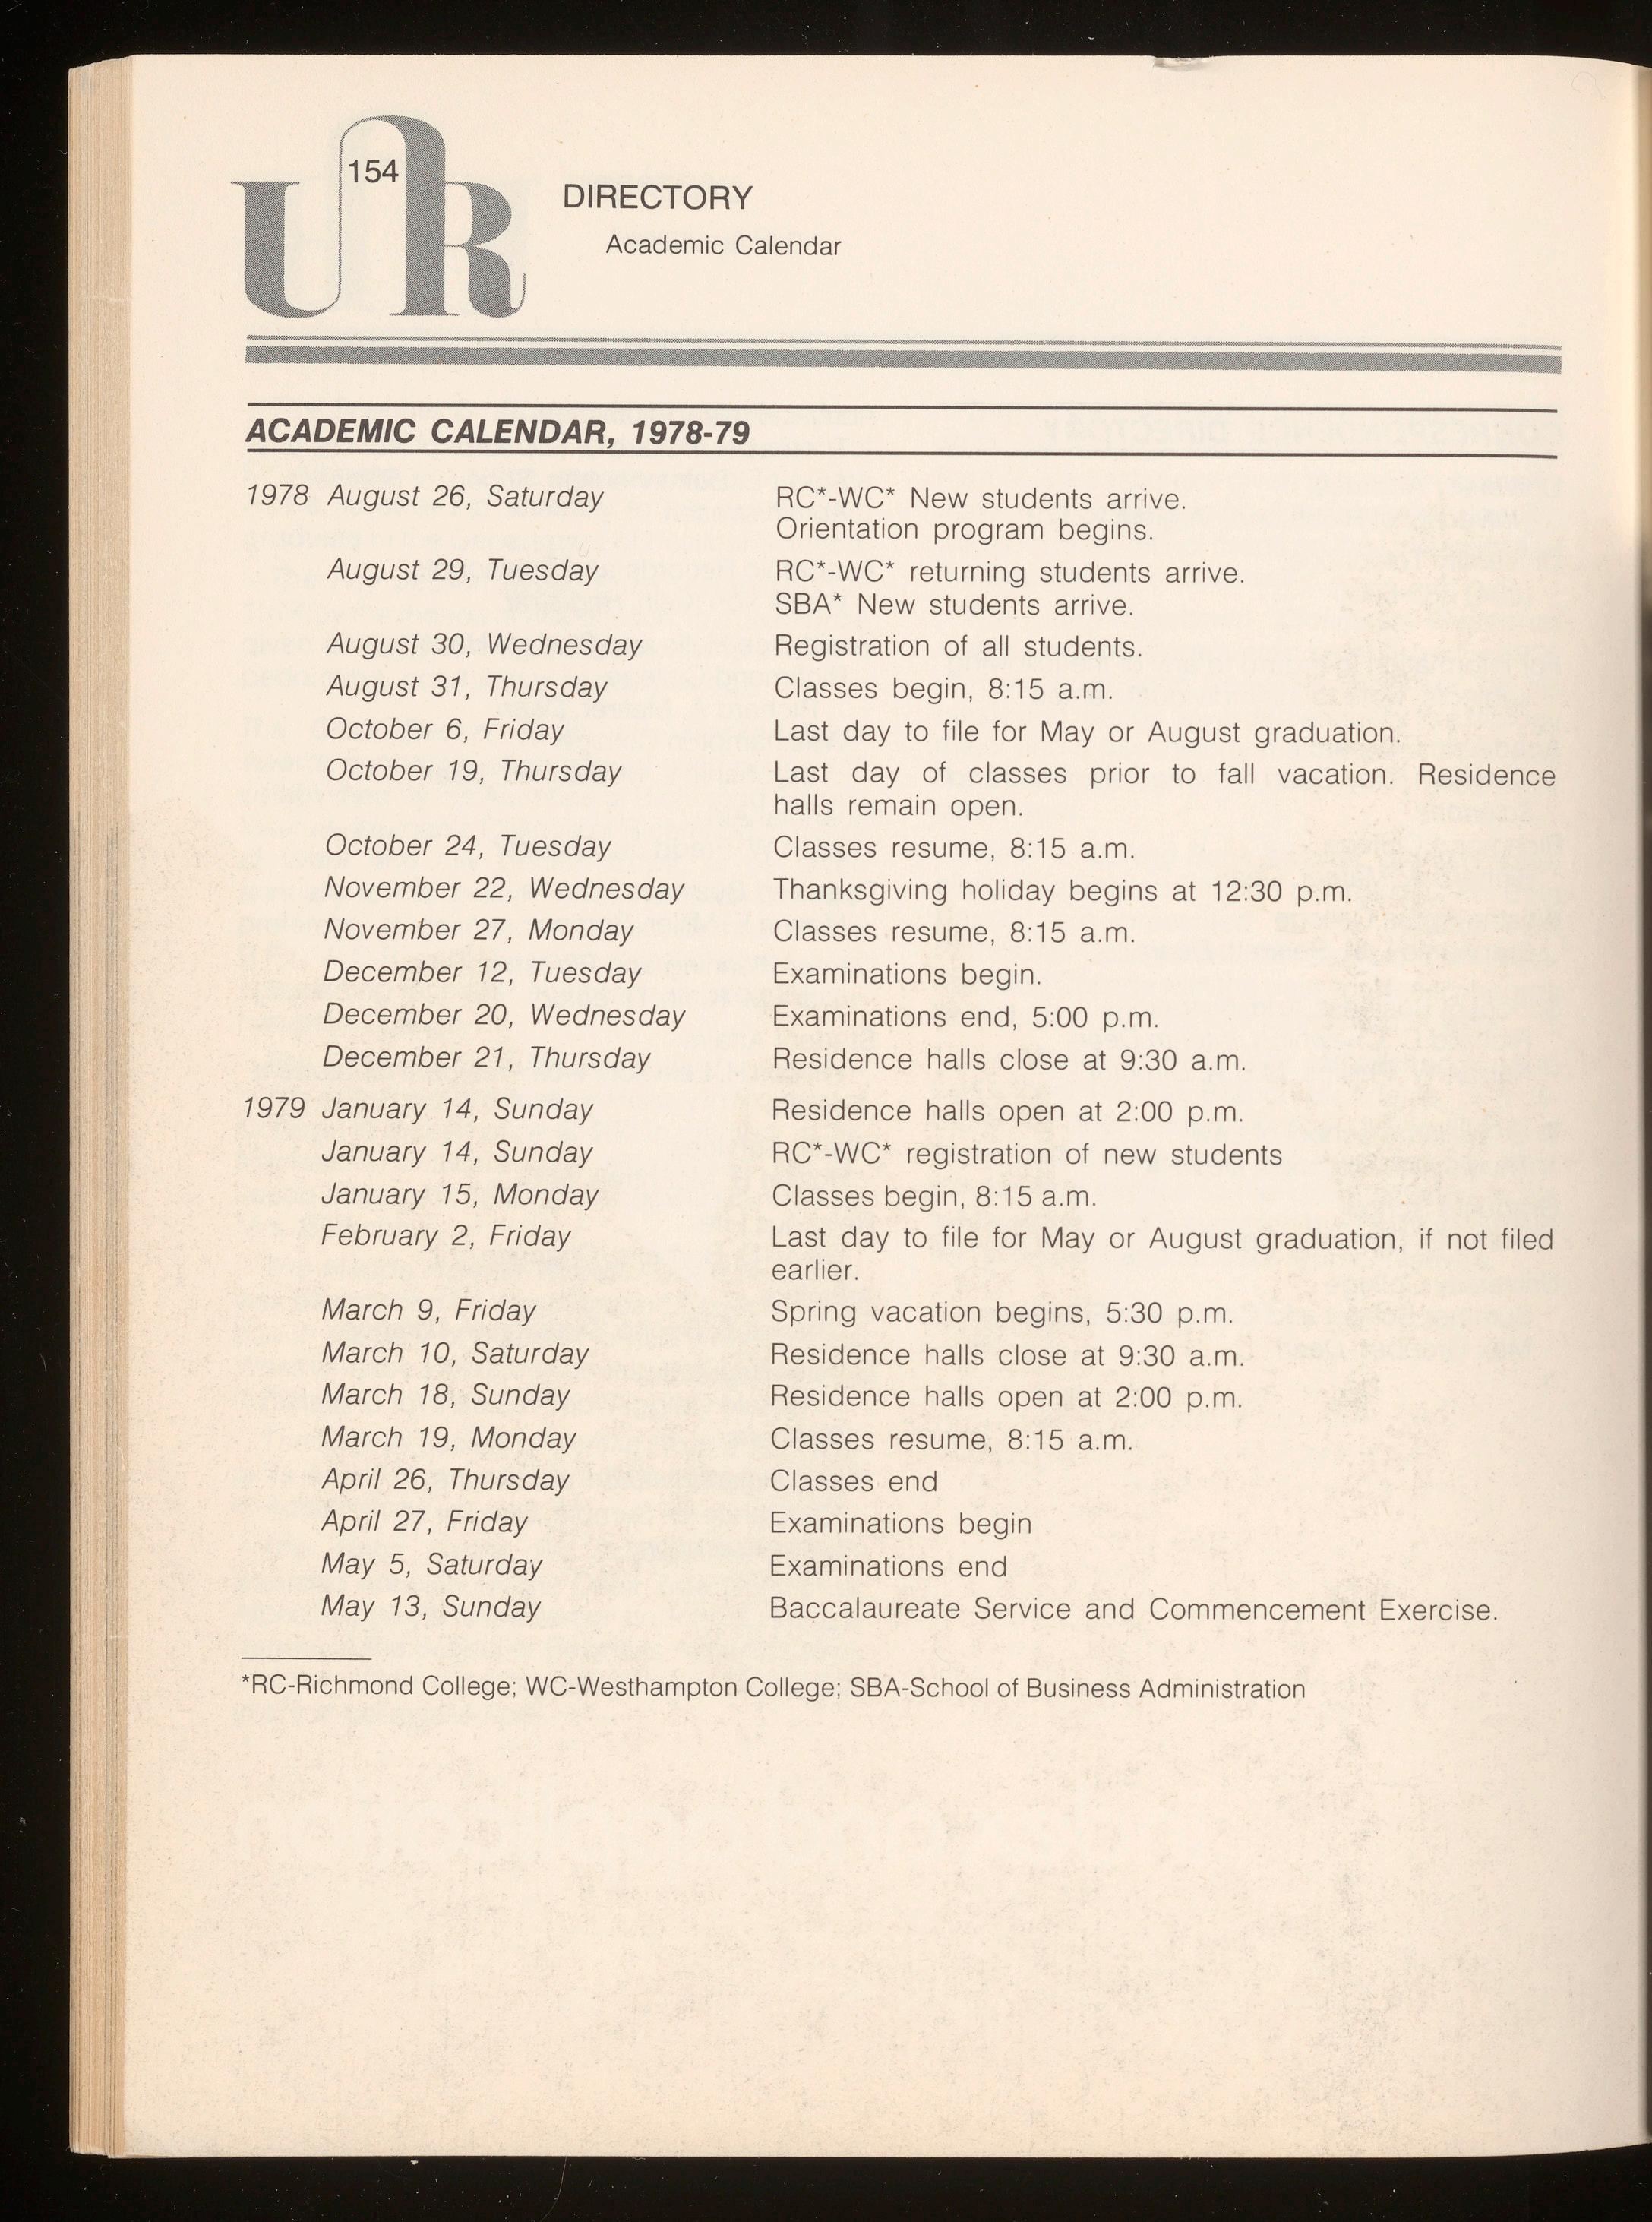 UR
154
DIRECTORY
Academic Calendar
ACADEMIC CALENDAR, 1978-79
1978 August 26, Saturday RC*-WC* New students arrive.
Orientation program begins.
August 29, Tuesday RC*-WC* returning students arrive.
SBA* New students arrive.
August 30, Wednesday Registration of all students.
August 31, Thursday Classes begin, 8:15 a.m.
October 6, Friday Last day to file for May or August graduation.
October 19, Thursday Last day of classes prior to fall vacation. Residence
halls remain open.
October 24, Tuesday Classes resume, 8:15 a.m.
November 22, Wednesday Thanksgiving holiday begins at 12:30 p.m.
November 27, Monday Classes resume, 8:15 a.m.
December 12, Tuesday Examinations begin.
December 20, Wednesday Examinations end, 5:00 p.m.
December 21, Thursday Residence halls close at 9:30 a.m.
1979 January 14, Sunday Residence halls open at 2:00 p.m.
January 14, Sunday RC*-WC* registration of new students
January 15, Monday Classes begin, 8:15 a.m.
February 2, Friday Last day to file for May or August graduation, if not filed
earlier.
March 9, Friday Spring vacation begins, 5:30 p.m.
March 10, Saturday Residence halls close at 9:30 a.m.
March 18, Sunday Residence halls open at 2:00 p.m.
March 19, Monday Classes resume, 8:15 a.m.
April 26, Thursday Classes end
April 27, Friday Examinations begin
May 5, Saturday Examinations end
May 13, Sunday Baccalaureate Service and Commencement Exercise.
*RC-Richmond College; WC-Westhampton College; SBA-School of Business Administration